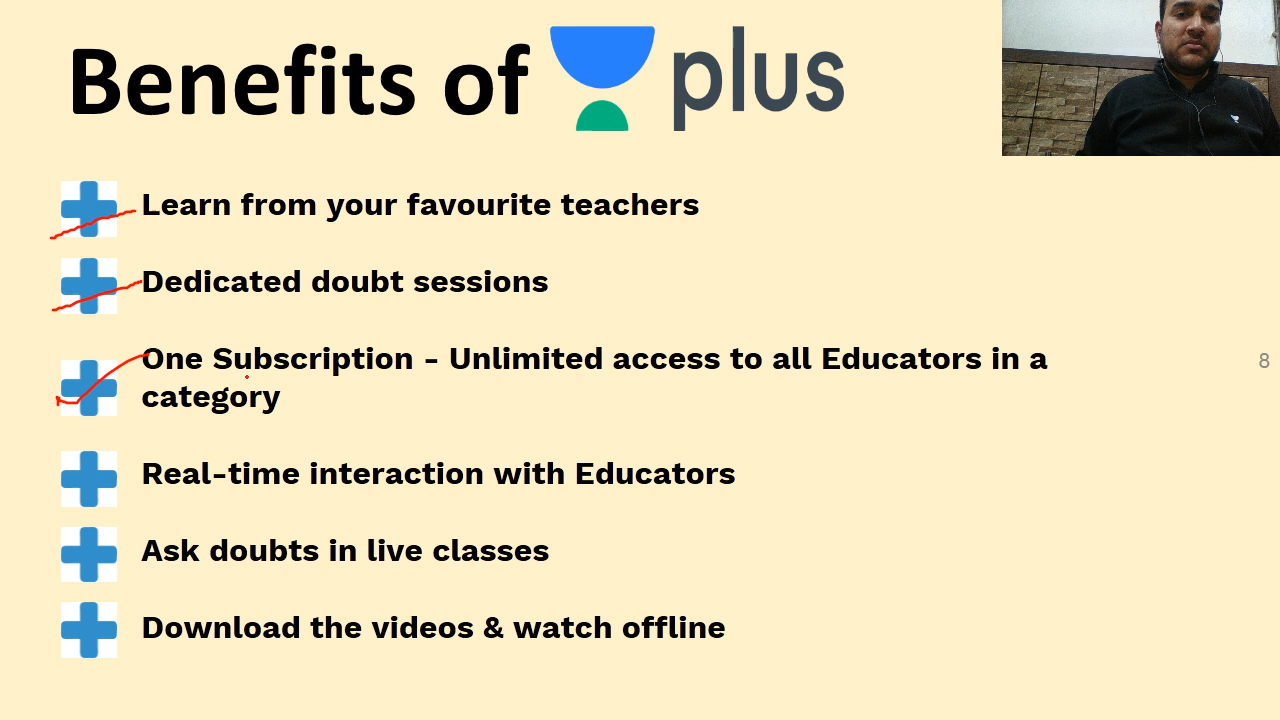 Benefits of plus
Learn from your favourite teachers
Dedicated doubt sessions
One Subscription - Unlimited access to all Educators in a
category
8
Real-time interaction with Educators
Ask doubts in live classes
Download the videos & watch offline